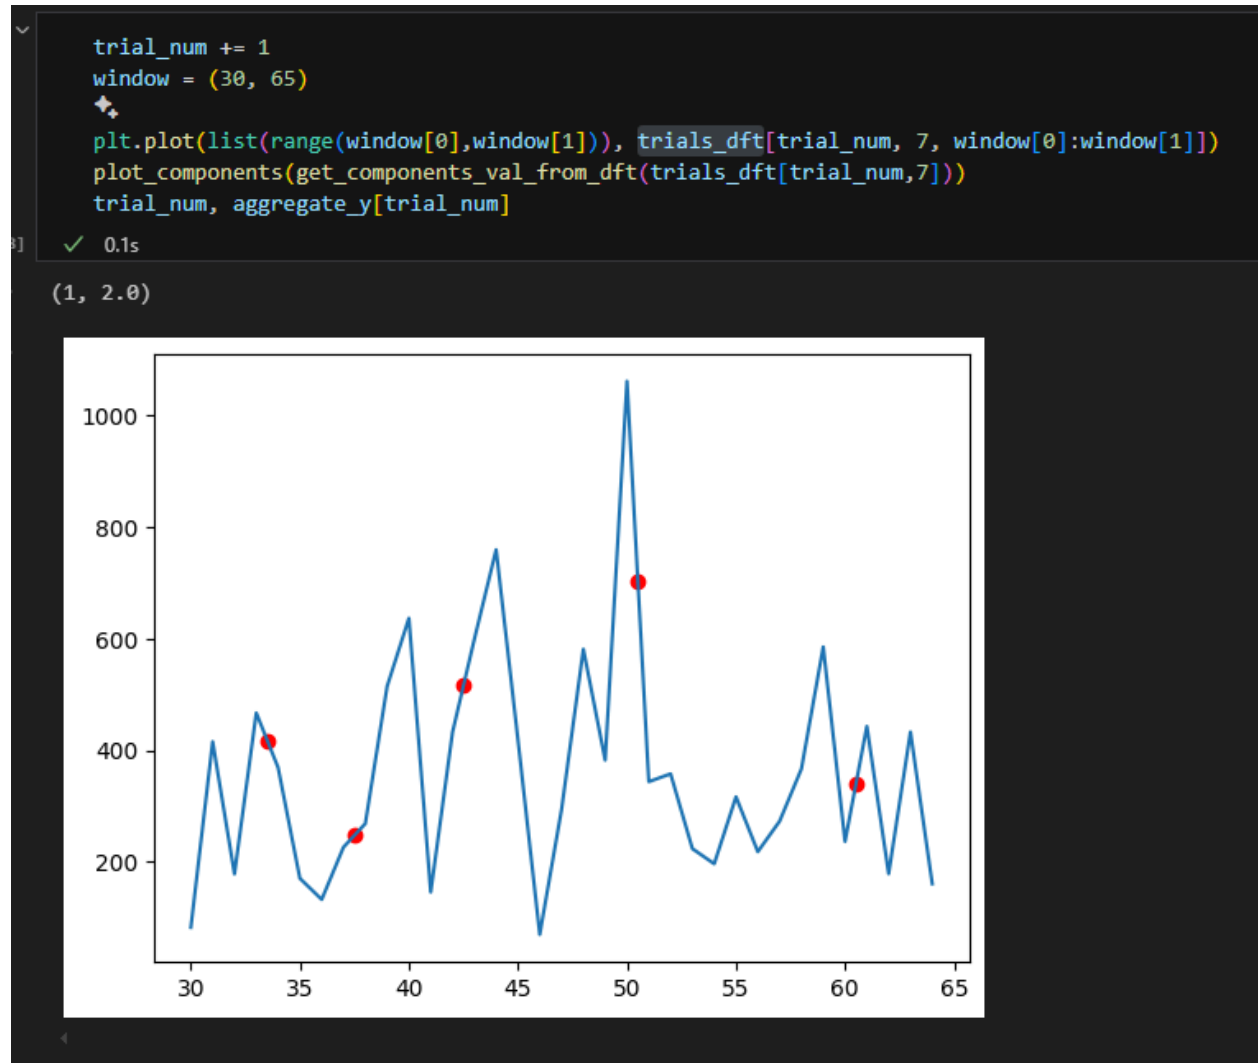 trial_num += 1
window = (30, 65)
plt.plot(list(range(window[0],window[1])), trials_dft[trial_num, 7, window[0]:window[1]])
plot_components(get_components_val_from_dft(trials_dft[trial_num,7]))
trial_num, aggregate_y[trial_num]
]
0.1s
(1, 2.0)
1000
800
600
400
200
30 35 40 45 50 55 60 65